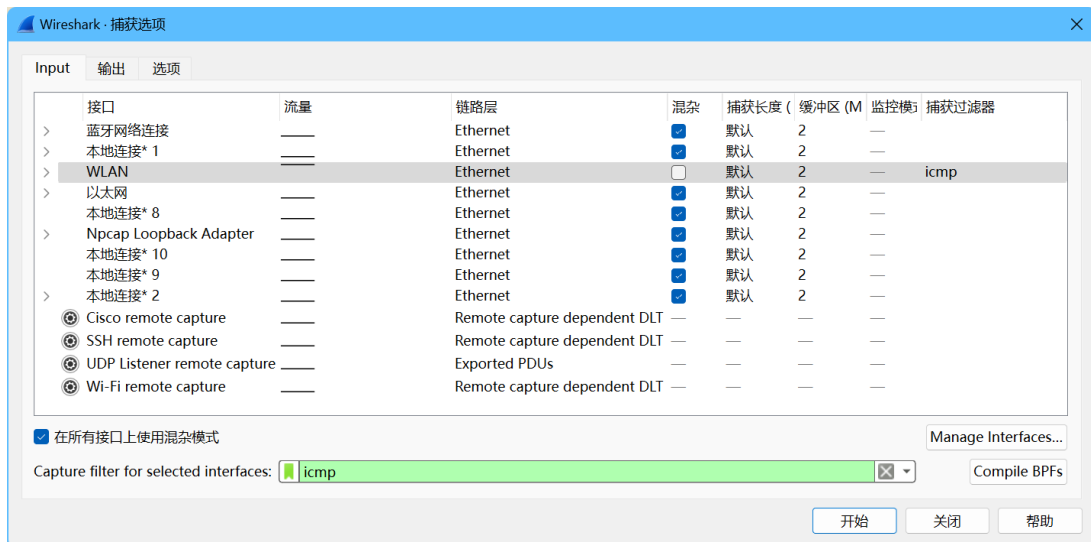 Wireshark · 捕获选项
Input 输出 选项
接口 流量 链路层 混杂 捕获长度 ( 缓冲区 (M 监控模式 捕获过滤器
蓝牙网络连接 Ethernet 默认 2 —
本地连接* 1 Ethernet 默认 2 —
WLAN Ethernet 默认 2 — icmp
以太网 Ethernet 默认 2 —
本地连接* 8 Ethernet 默认 2 —
Npcap Loopback Adapter Ethernet 默认 2 —
本地连接* 10 Ethernet 默认 2 —
本地连接* 9 Ethernet 默认 2 —
本地连接* 2 Ethernet 默认 2 —
Cisco remote capture Remote capture dependent DLT — — — —
SSH remote capture Remote capture dependent DLT — — — —
UDP Listener remote capture Exported PDUs — — — —
Wi-Fi remote capture Remote capture dependent DLT — — — —
在所有接口上使用混杂模式 Manage Interfaces...
Capture filter for selected interfaces: icmp Compile BPFs
开始 关闭 帮助